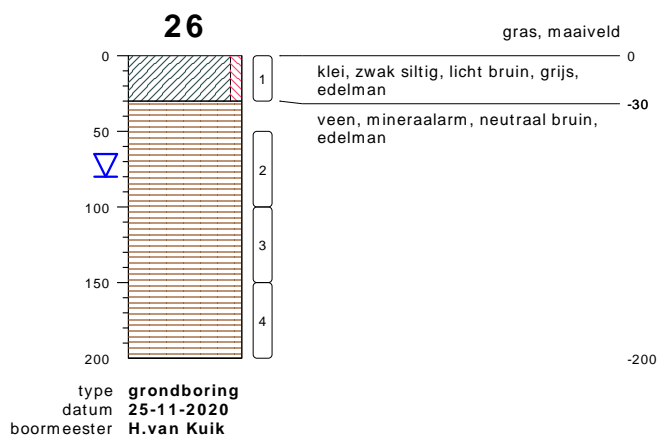 26
gras, maaiveld
0
0
1
klei, zwak siltig, licht bruin, grijs,
edelman
-30
veen, mineraalarm, neutraal bruin,
edelman
50
2
100
3
150
4
200
-200
type grondboring
datum 25-11-2020
boormeester H.van Kuik